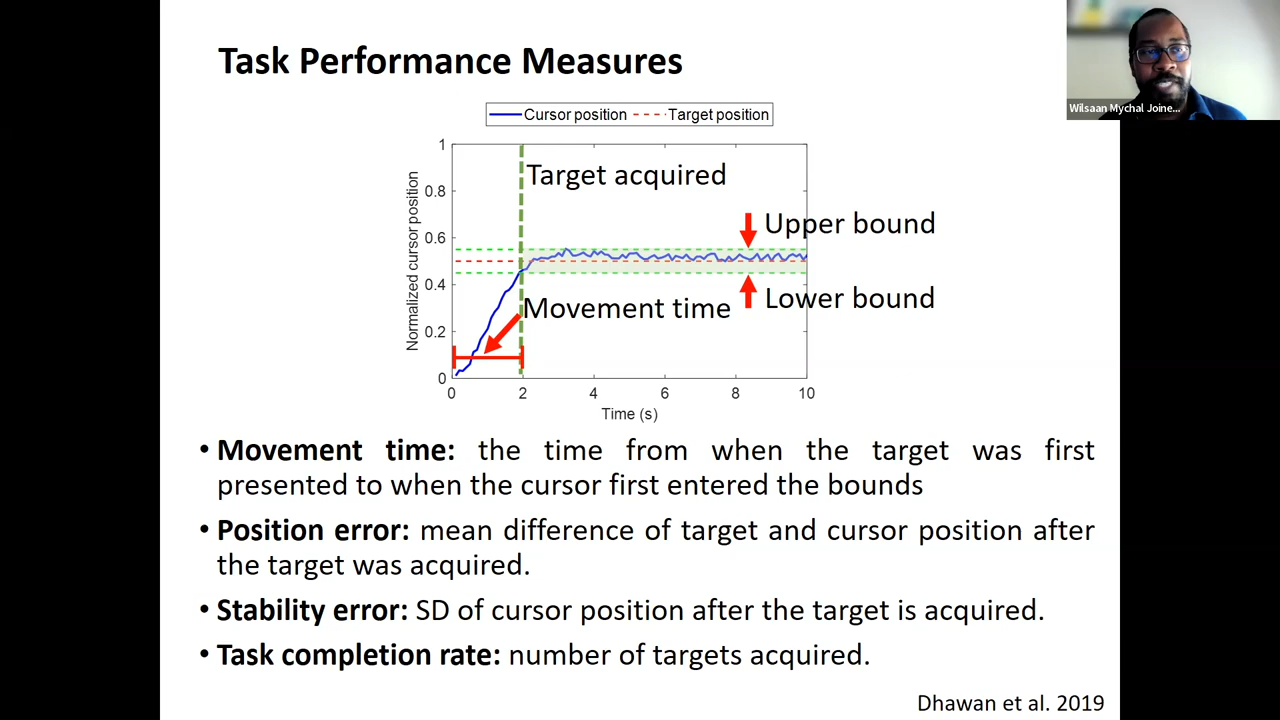 Task Performance Measures
Wilsaan Mychal Joine...
Cursor position Target position
1
0.8
0.6
0.4
0.2
0
Normalized cursor position
Target acquired
Upper bound
Lower bound
Movement time
0 2 4 6 8 10
Time (s)
• Movement time: the time from when the target was first
presented to when the cursor first entered the bounds
• Position error: mean difference of target and cursor position after
the target was acquired.
• Stability error: SD of cursor position after the target is acquired.
• Task completion rate: number of targets acquired.
Dhawan et al. 2019